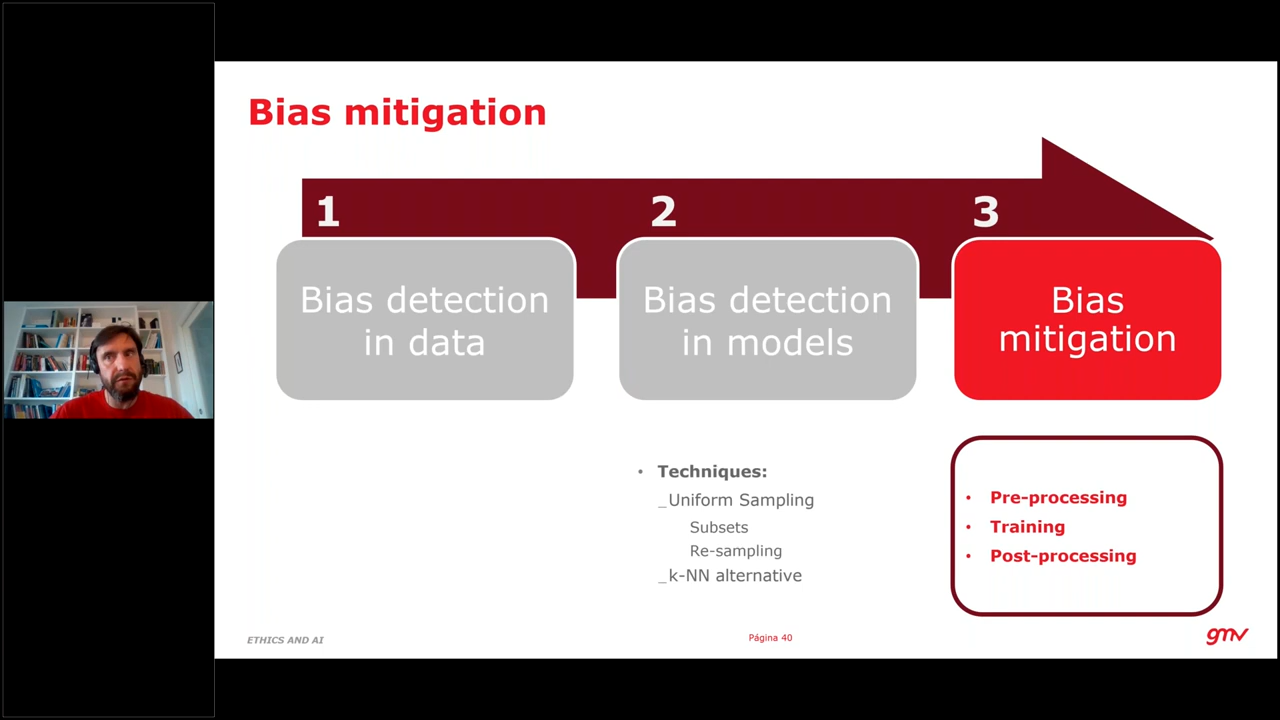 Bias mitigation
1
2
3
Bias detection
in data
Bias detection
in models
Bias
mitigation
• Techniques:
_Uniform Sampling
Subsets
Re-sampling
_k-NN alternative
• Pre-processing
• Training
• Post-processing
ETHICS AND AI
Página 40
gmv